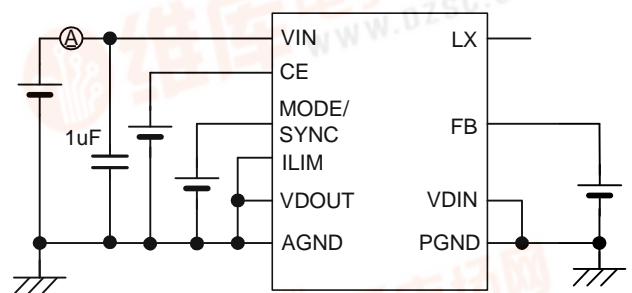 A
VIN
LX
CE
MODE/
SYNC
FB
1uF
ILIM
VDOUT
VDIN
AGND
PGND